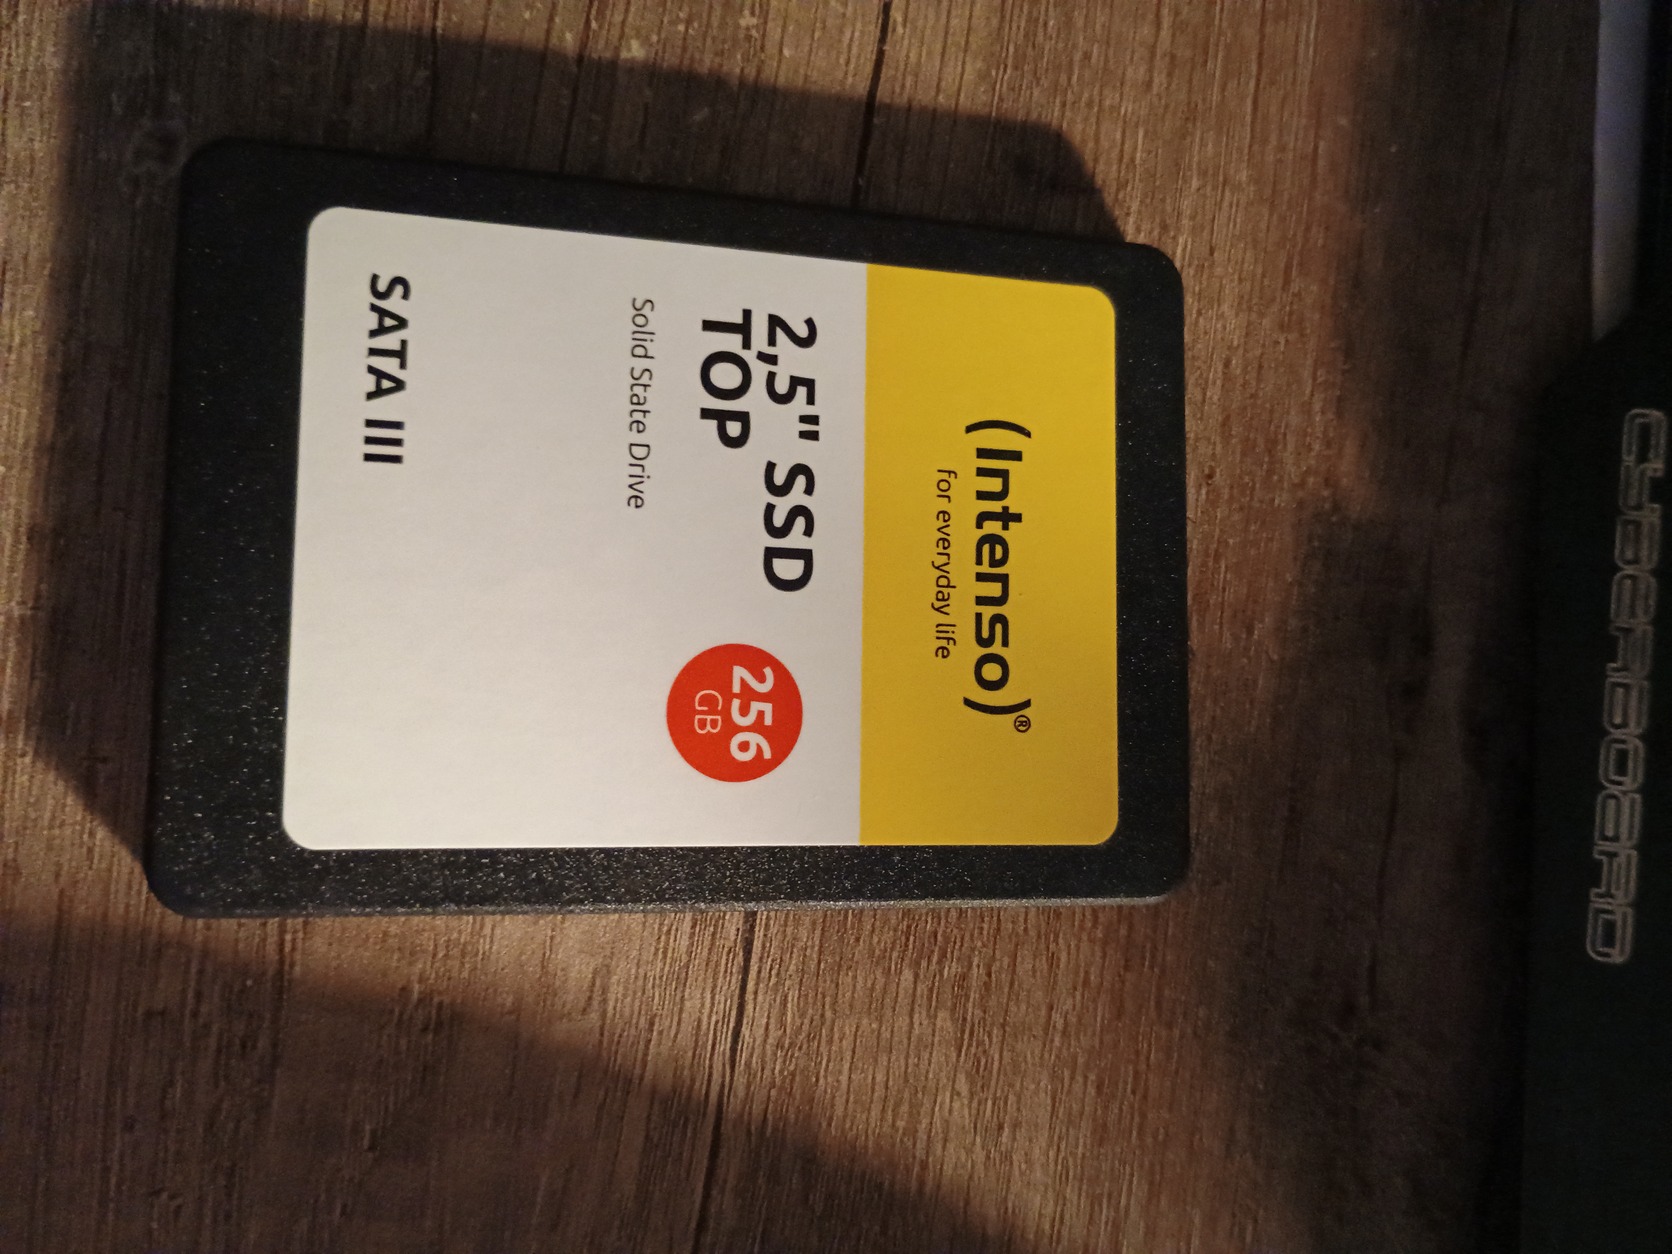 (Intenso)®
for everyday life
2,5" SSD
TOP
256
GB
Solid State Drive
SATA III
CYBERBOARD